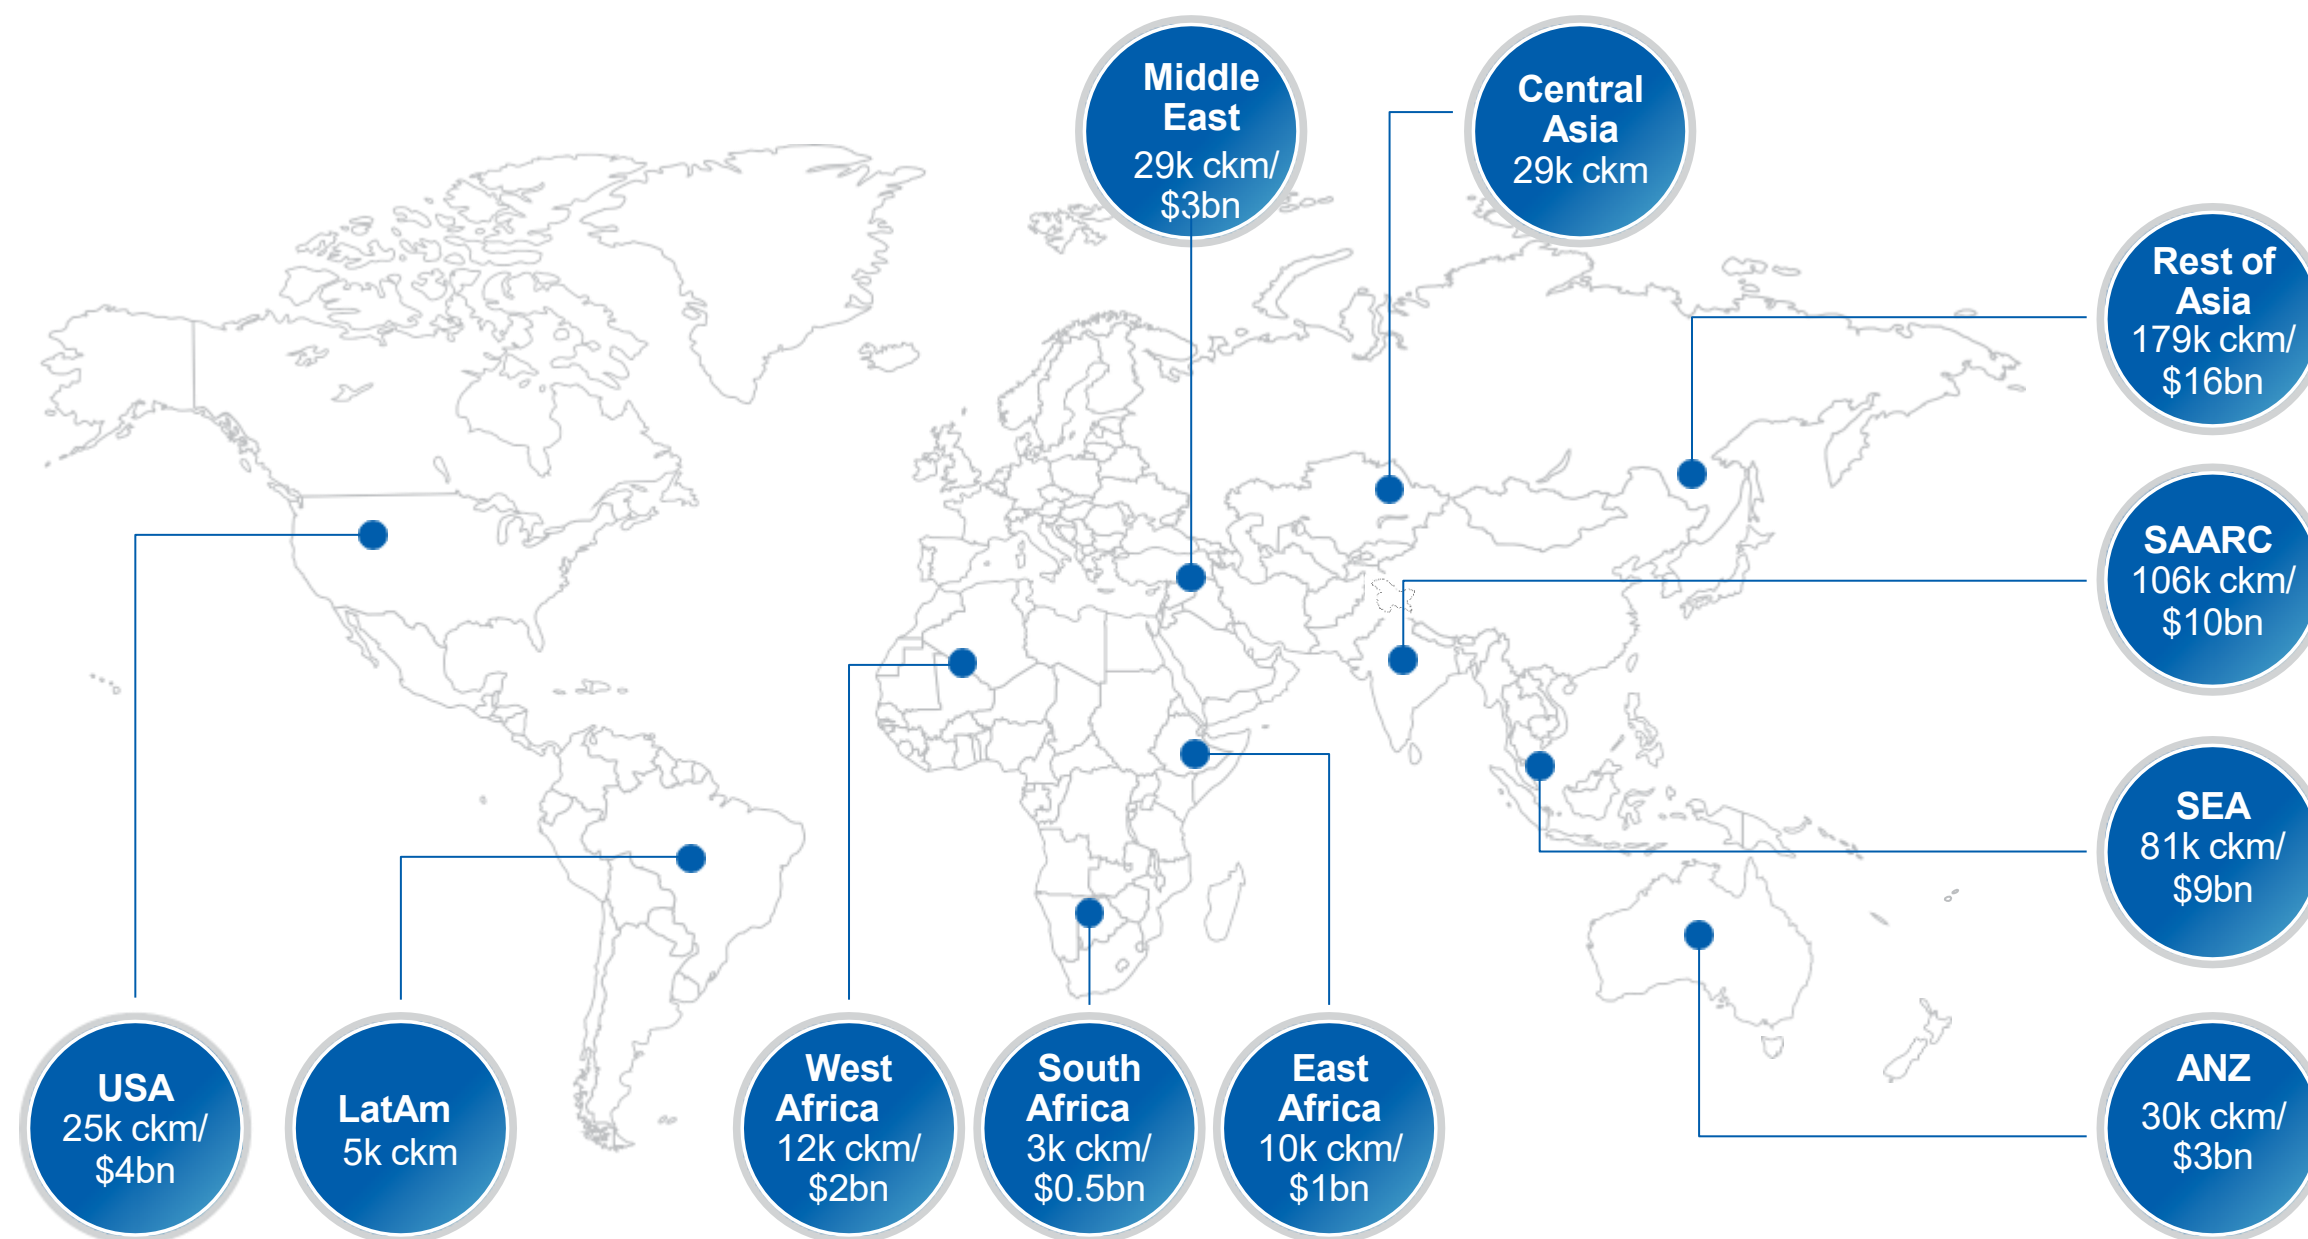 Middle
East
29k ckm/
$3bn
Central
Asia
29k ckm
Rest of
Asia
179k ckm/
$16bn
SAARC
106k ckm/
$10bn
SEA
81k ckm/
$9bn
ANZ
30k ckm/
$3bn
USA
25k ckm/
$4bn
LatAm
5k ckm
West
Africa
12k ckm/
$2bn
South
Africa
3k ckm/
$0.5bn
East
Africa
10k ckm/
$1bn